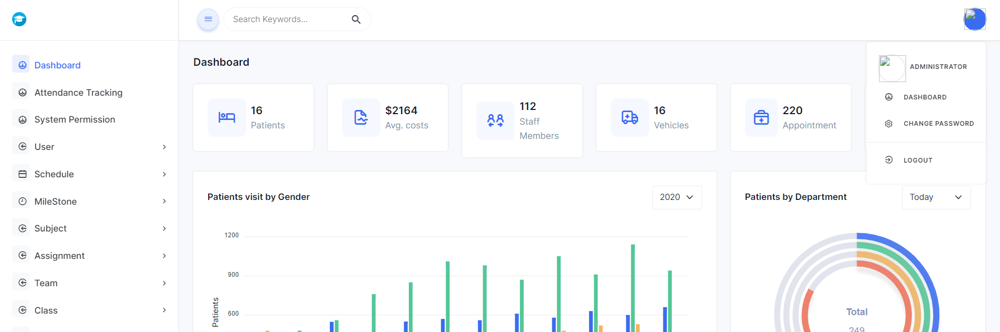 Search Keywords...
Dashboard
Attendance Tracking
System Permission
User
Schedule
MileStone
Subject
Assignment
Team
Class
Dashboard
16
Patients
$2164
Avg. costs
112
Staff
Members
16
Vehicles
220
Appointment
ADMINISTRATOR
DASHBOARD
CHANGE PASSWORD
LOGOUT
Patients visit by Gender
2020
1200
900
600
Patients
Patients by Department
Today
Total
249